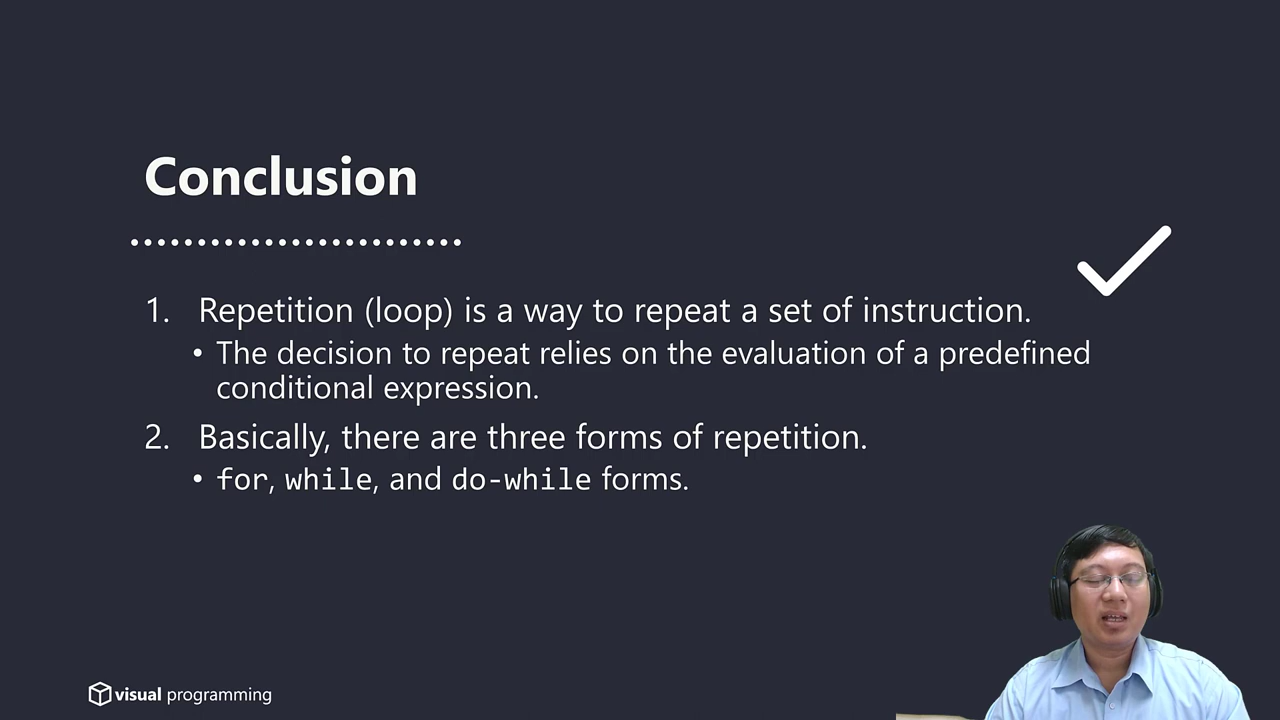 Conclusion
1. Repetition (loop) is a way to repeat a set of instruction.
• The decision to repeat relies on the evaluation of a predefined
conditional expression.
2. Basically, there are three forms of repetition.
• for, while, and do-while forms.
visual programming